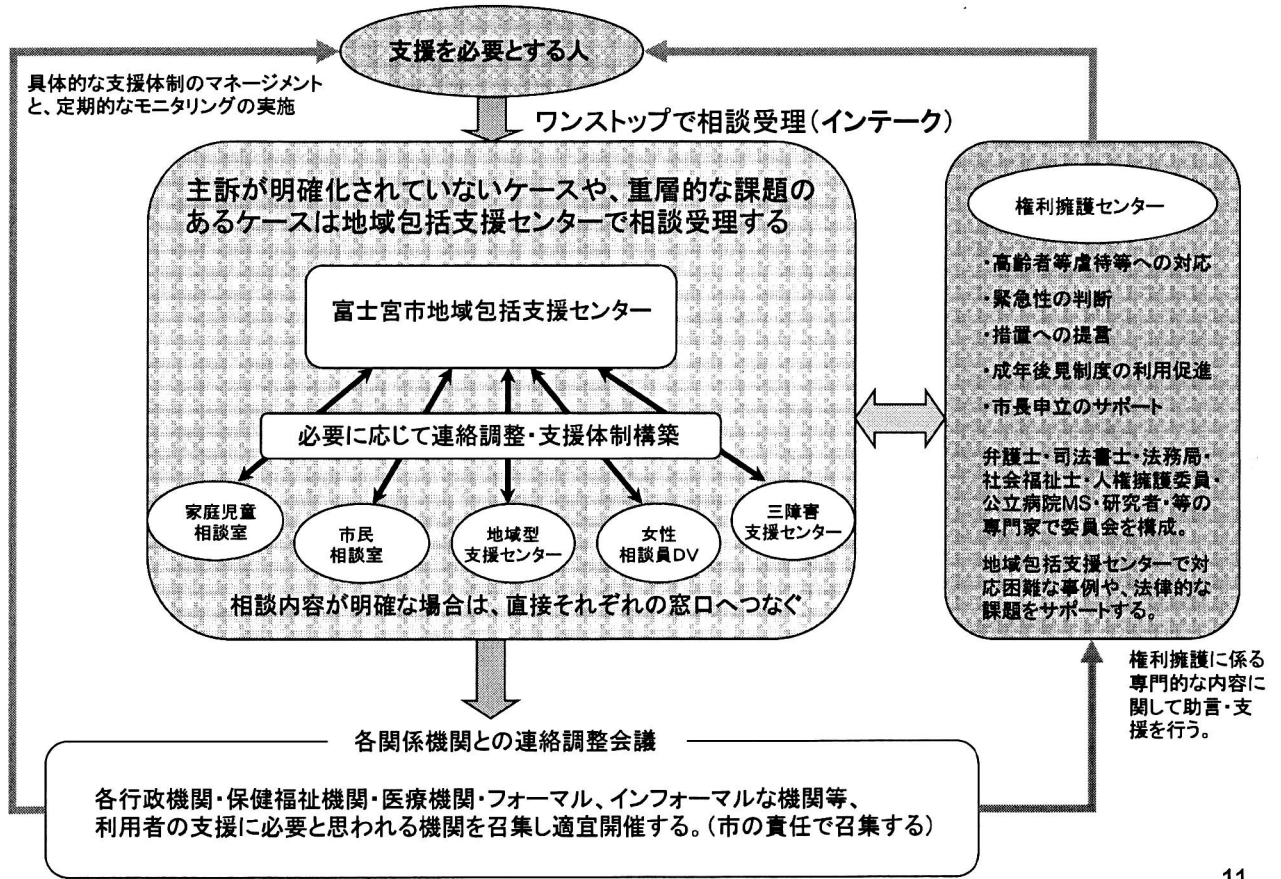 支援を必要とする人
具体的な支援体制のマネージメント
と、定期的なモニタリングの実施
ワンストップで相談受理(インテーク)
主訴が明確化されていないケースや、重層的な課題の
あるケースは地域包括支援センターで相談受理する
富士宮市地域包括支援センター
必要に応じて連絡調整・支援体制構築
家庭児童
相談室
市民
相談室
地域型
支援センター
女性
相談員DV
三障害
支援センター
相談内容が明確な場合は、直接それぞれの窓口へつなぐ
権利擁護センター
・高齢者等虐待等への対応
・緊急性の判断
・措置への提言
・成年後見制度の利用促進
・市長申立のサポート
弁護士・司法書士・法務局・
社会福祉士・人権擁護委員・
公立病院MS・研究者・等の
専門家で委員会を構成。
地域包括支援センターで対
応困難な事例や、法律的な
課題をサポートする。
権利擁護に係る
専門的な内容に
関して助言・支
援を行う。
各関係機関との連絡調整会議
各行政機関・保健福祉機関・医療機関・フォーマル、インフォーマルな機関等、
利用者の支援に必要と思われる機関を召集し適宜開催する。(市の責任で召集する)
11